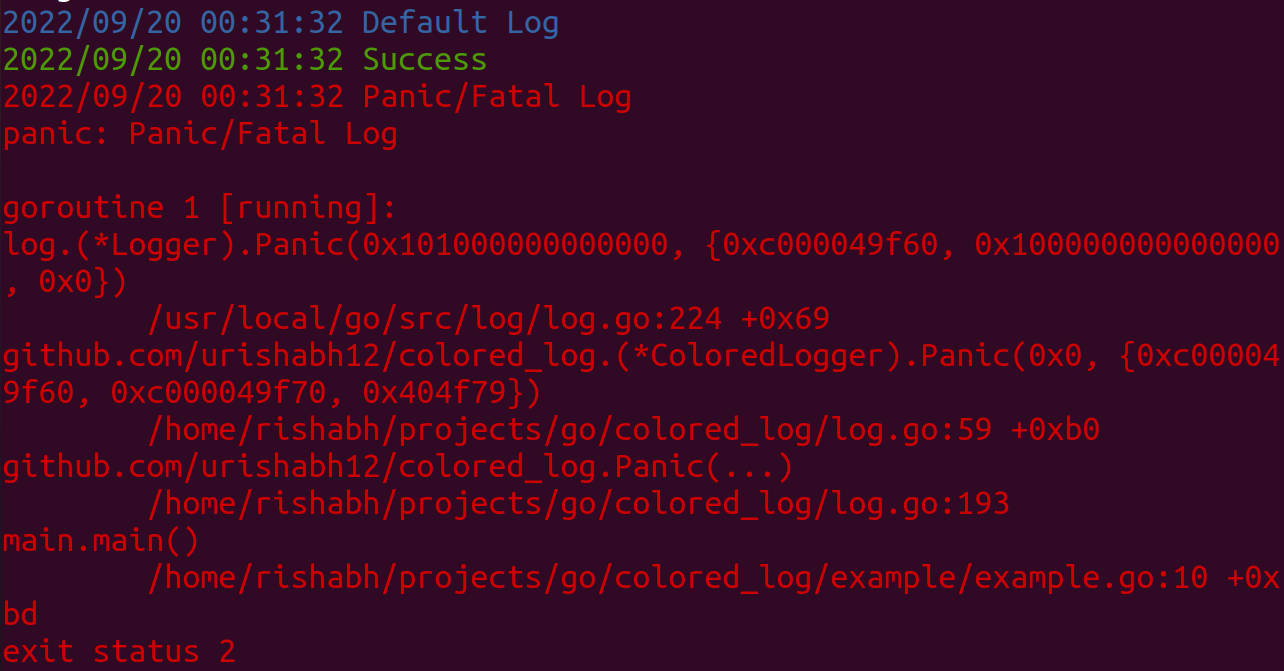 2022/09/20 00:31:32 Default Log
2022/09/20 00:31:32 Success
2022/09/20 00:31:32 Panic/Fatal Log
panic: Panic/Fatal Log
goroutine 1 [running]:
log.(*Logger).Panic(0x101000000000000, {0xc000049f60, 0x100000000000000
, 0x0})
/usr/local/go/src/log/log.go:224 +0x69
github.com/urishabh12/colored_log.(*ColoredLogger).Panic(0x0, {0xc00004
9f60, 0xc000049f70, 0x404f79})
/home/rishabh/projects/go/colored_log/log.go:59 +0xb0
github.com/urishabh12/colored_log.Panic(...)
/home/rishabh/projects/go/colored_log/log.go:193
main.main()
/home/rishabh/projects/go/colored_log/example/example.go:10 +0x
bd
exit status 2